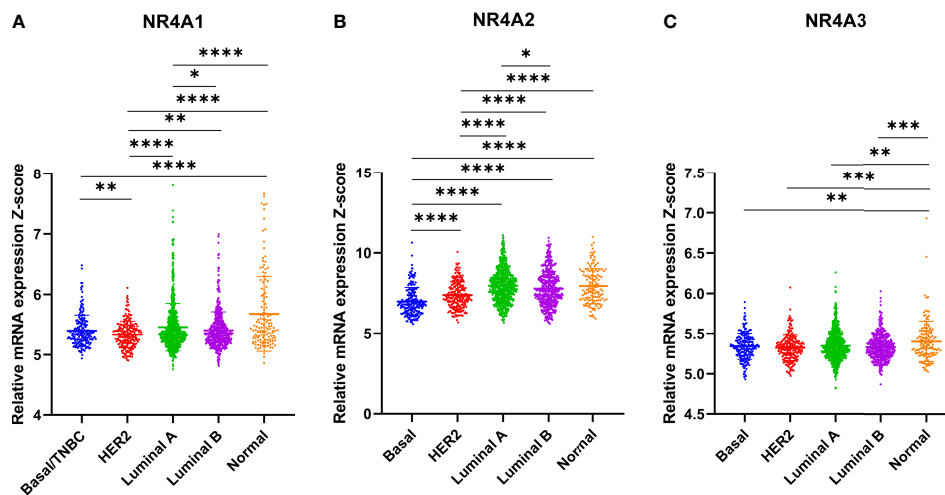 A
NR4A1
****
*
****
**
****
****
**
Relative mRNA expression Z-score
8
7
6
5
4
Basal/TNBC
HER2
Luminal A
Luminal B
Normal
B
NR4A2
*
****
****
****
****
****
****
****
Relative mRNA expression Z-score
15
10
5
0
Basal
HER2
Luminal A
Luminal B
Normal
C
NR4A3
***
**
***
**
Relative mRNA expression Z-score
7.5
7.0
6.5
6.0
5.5
5.0
4.5
Basal
HER2
Luminal A
Luminal B
Normal